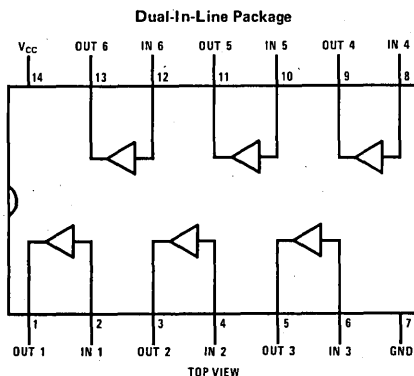 Dual-In-Line Package
VCC OUT 6 IN 6 OUT 5 IN 5 OUT 4 IN 4
14 13 12 11 10 9 8
1 2 3 4 5 6 7
OUT 1 IN 1 OUT 2 IN 2 OUT 3 IN 3 GND
TOP VIEW